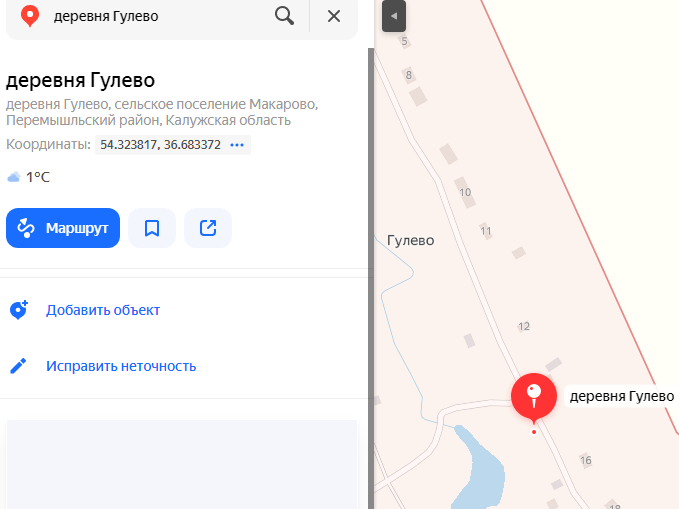 деревня Гулево
деревня Гулево
деревня Гулево, сельское поселение Макарово,
Перемышльский район, Калужская область
Координаты: 54.323817, 36.683372
1°C
Маршрут
Добавить объект
Исправить неточность
5
8
10
11
Гулево
12
деревня Гулево
16
18